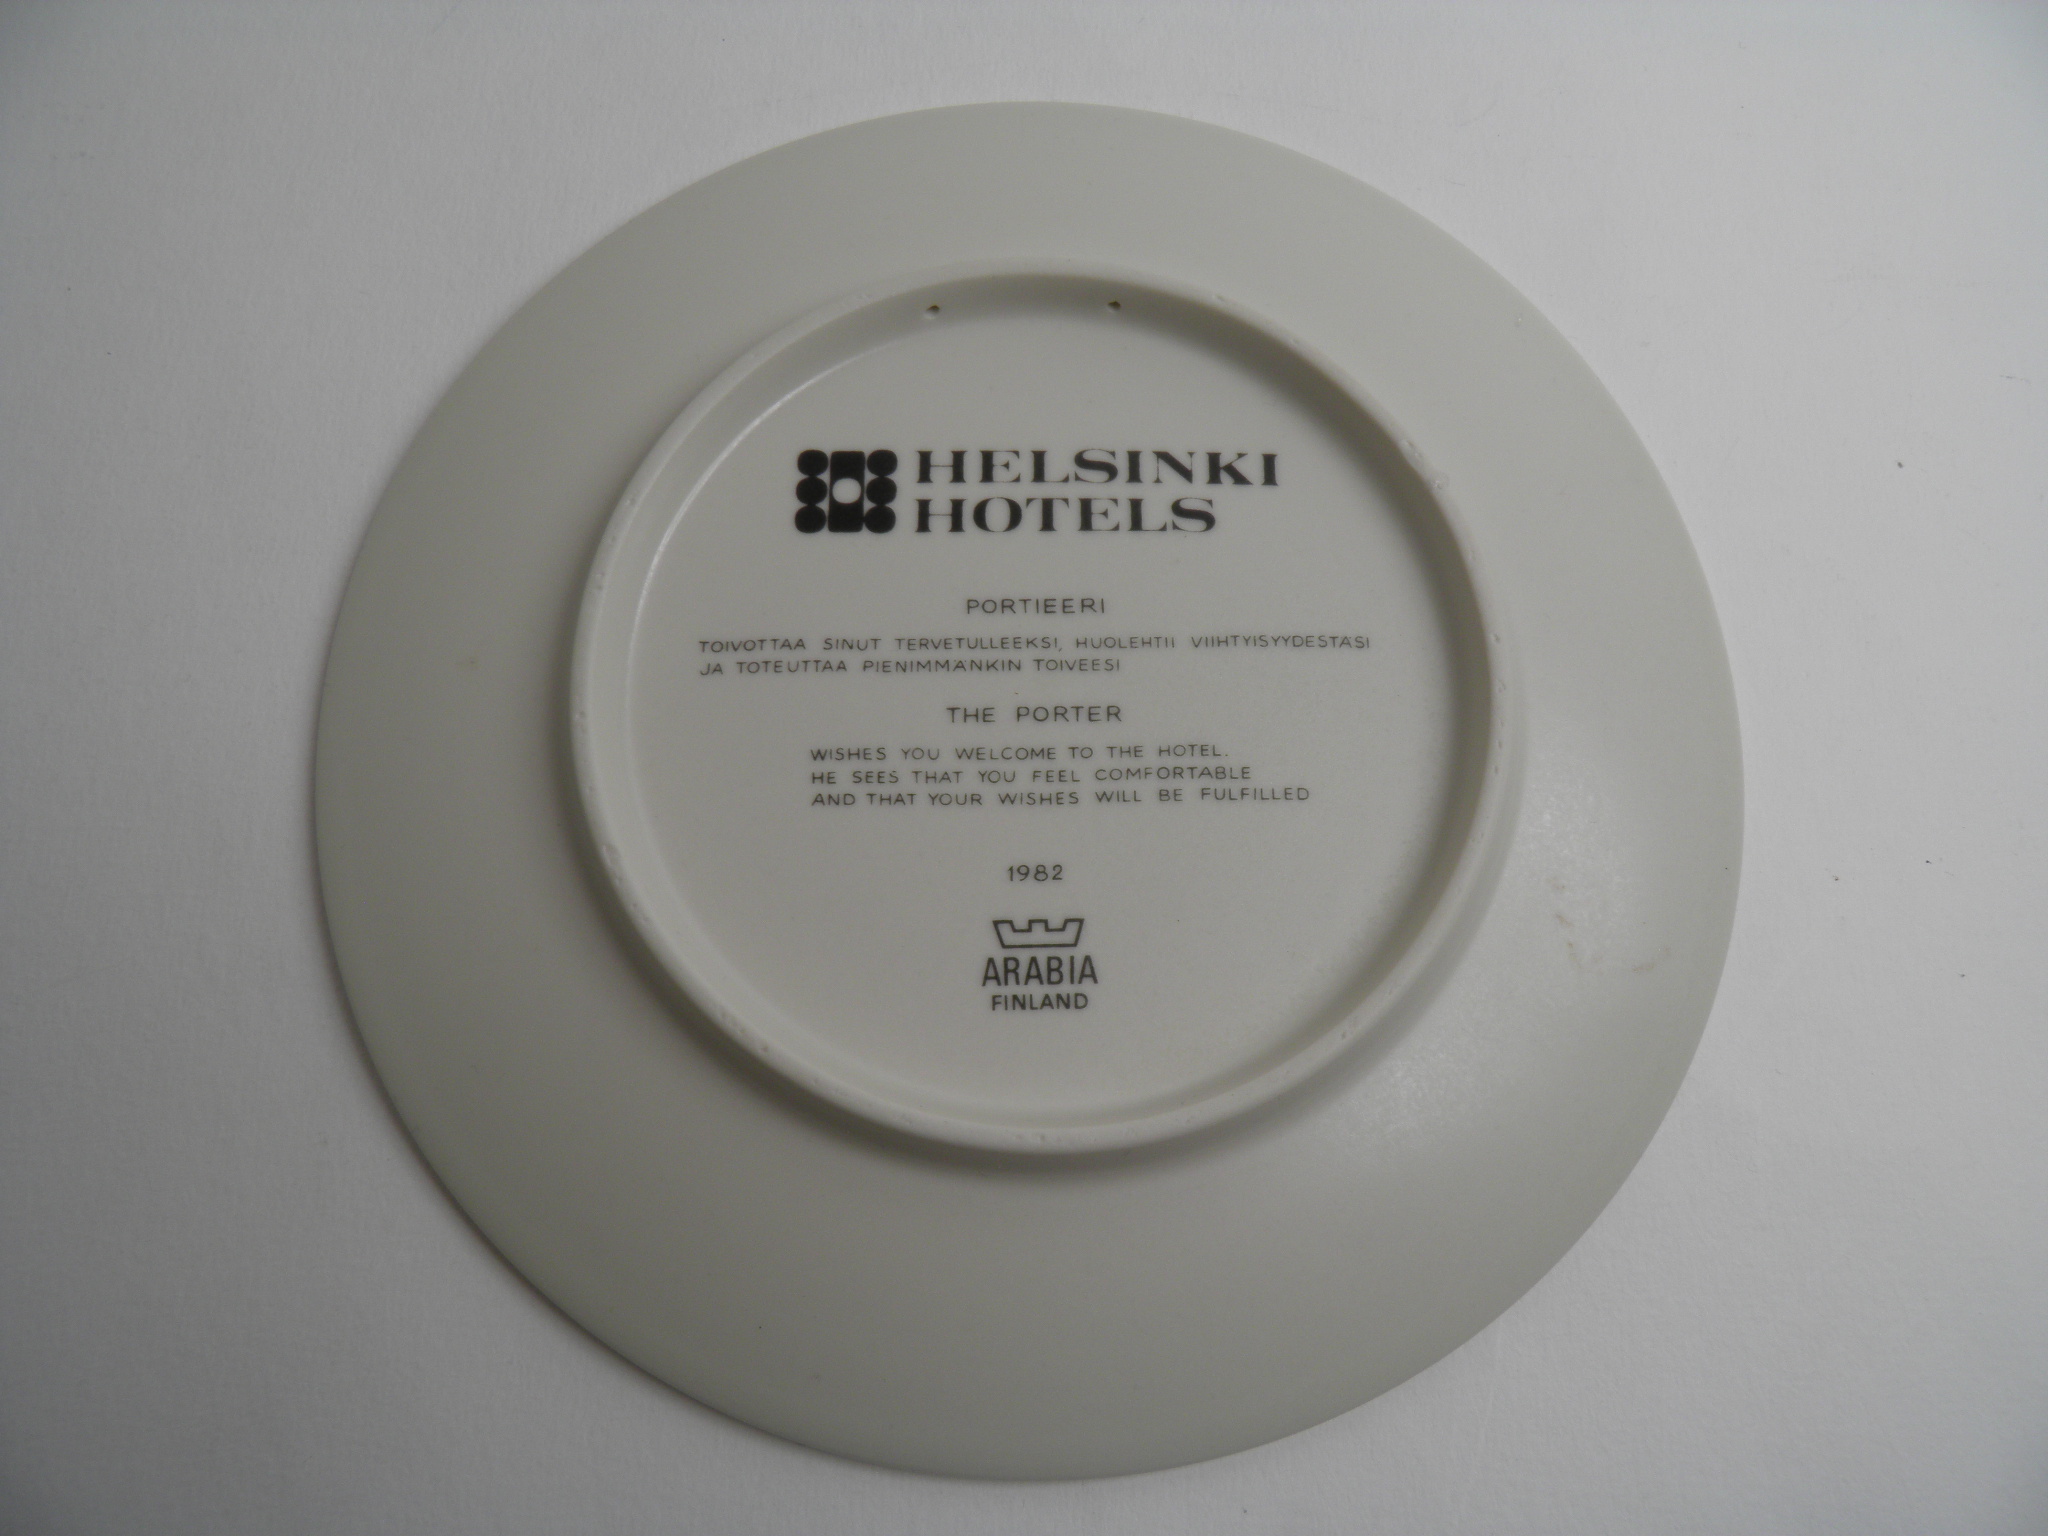 HELSINKI
HOTELS
PORTIEERI
TOIVOTTAA SINUT TERVETULLEEKSI, HUOLEHTII VIIHTYISYYDESTÄSI
JA TOTEUTTAA PIENIMMÄNKIN TOIVEESI
THE PORTER
WISHES YOU WELCOME TO THE HOTEL.
HE SEES THAT YOU FEEL COMFORTABLE
AND THAT YOUR WISHES WILL BE FULFILLED
1982
ARABIA
FINLAND